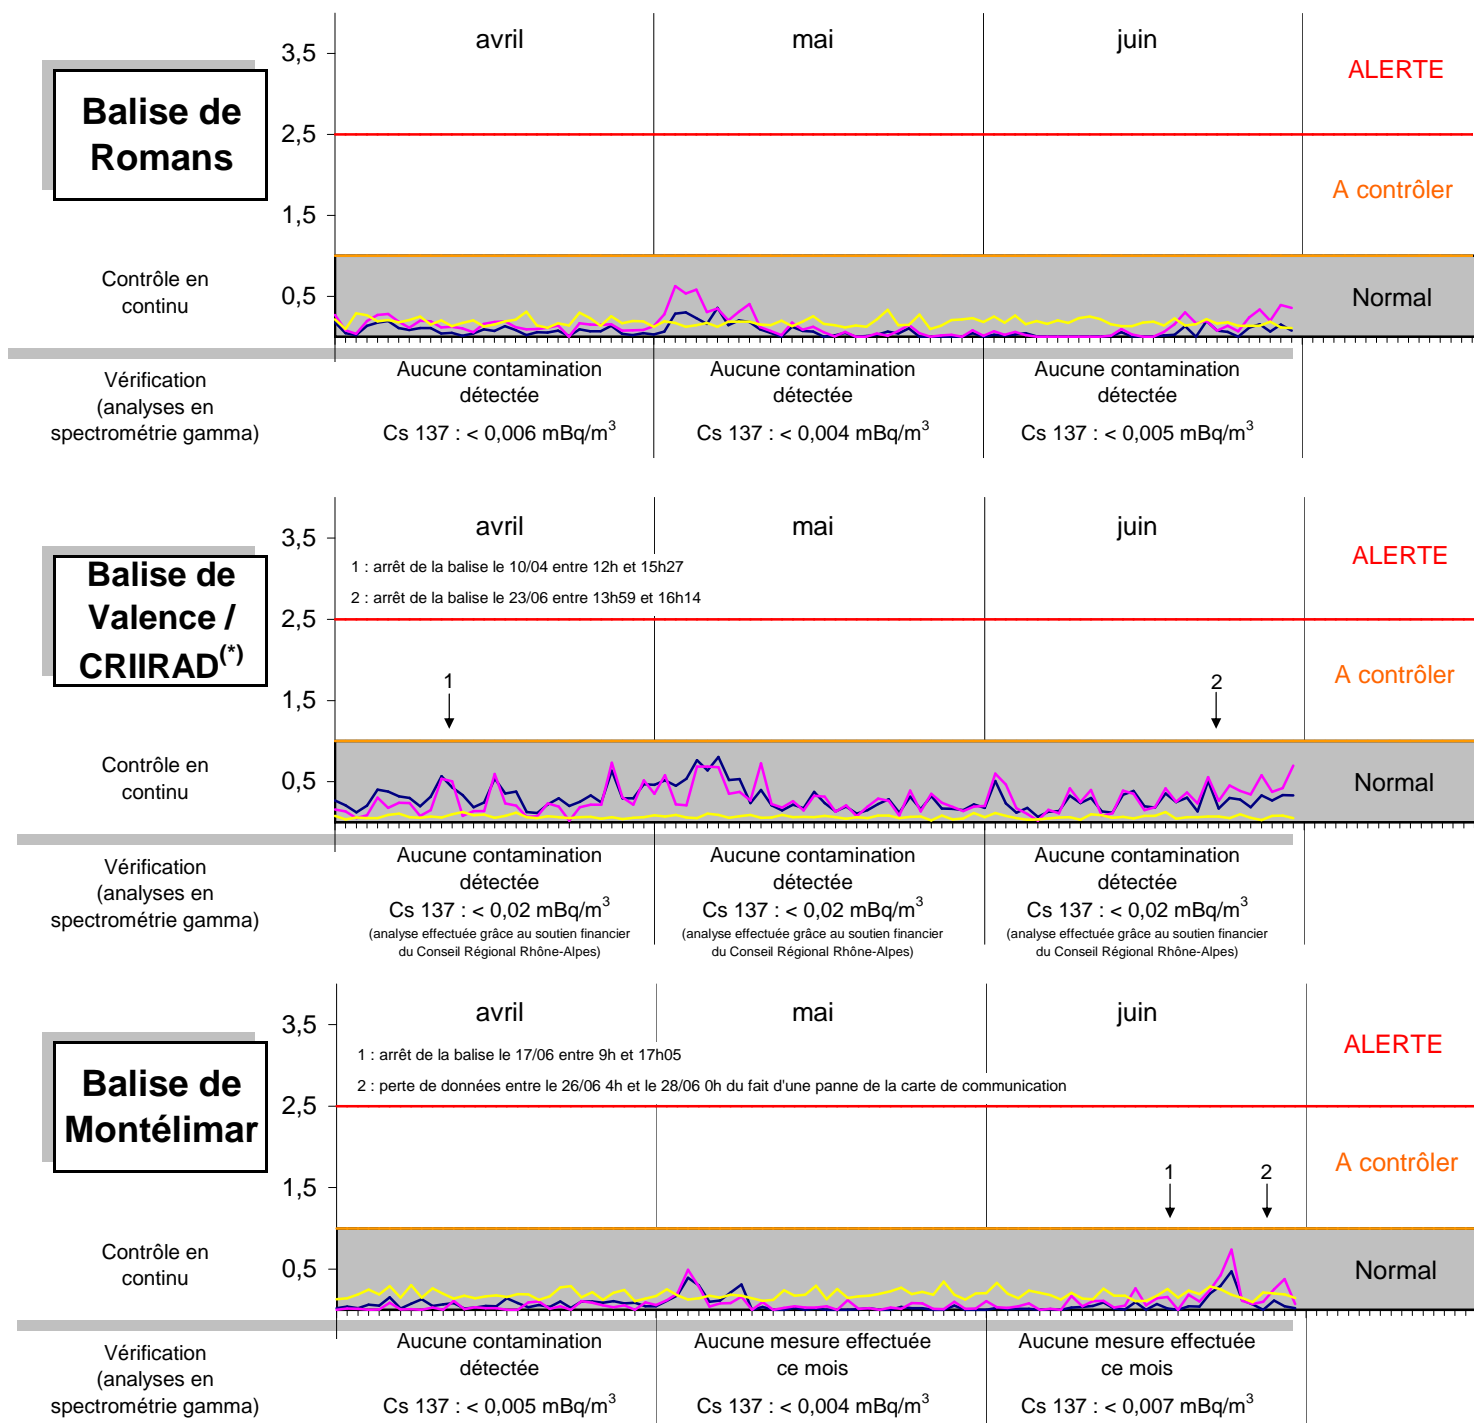 avril
mai
juin
3,5
ALERTE
Balise de
Romans
2,5
A contrôler
1,5
Contrôle en
continu
0,5
Normal
Vérification
(analyses en
spectrométrie gamma)
Aucune contamination
détectée
Cs 137 : < 0,006 mBq/m³
Aucune contamination
détectée
Cs 137 : < 0,004 mBq/m³
Aucune contamination
détectée
Cs 137 : < 0,005 mBq/m³
avril
mai
juin
3,5
ALERTE
1 : arrêt de la balise le 10/04 entre 12h et 15h27
2 : arrêt de la balise le 23/06 entre 13h59 et 16h14
Balise de
Valence /
CRIIRAD(*)
2,5
A contrôler
1
2
1,5
Contrôle en
continu
0,5
Normal
Vérification
(analyses en
spectrométrie gamma)
Aucune contamination
détectée
Cs 137 : < 0,02 mBq/m³
(analyse effectuée grâce au soutien financier
du Conseil Régional Rhône-Alpes)
Aucune contamination
détectée
Cs 137 : < 0,02 mBq/m³
(analyse effectuée grâce au soutien financier
du Conseil Régional Rhône-Alpes)
Aucune contamination
détectée
Cs 137 : < 0,02 mBq/m³
(analyse effectuée grâce au soutien financier
du Conseil Régional Rhône-Alpes)
avril
mai
juin
3,5
ALERTE
1 : arrêt de la balise le 17/06 entre 9h et 17h05
2 : perte de données entre le 26/06 4h et le 28/06 0h du fait d'une panne de la carte de communication
Balise de
Montélimar
2,5
A contrôler
1
2
1,5
Contrôle en
continu
0,5
Normal
Vérification
(analyses en
spectrométrie gamma)
Aucune contamination
détectée
Cs 137 : < 0,005 mBq/m³
Aucune mesure effectuée
ce mois
Cs 137 : < 0,004 mBq/m³
Aucune mesure effectuée
ce mois
Cs 137 : < 0,007 mBq/m³